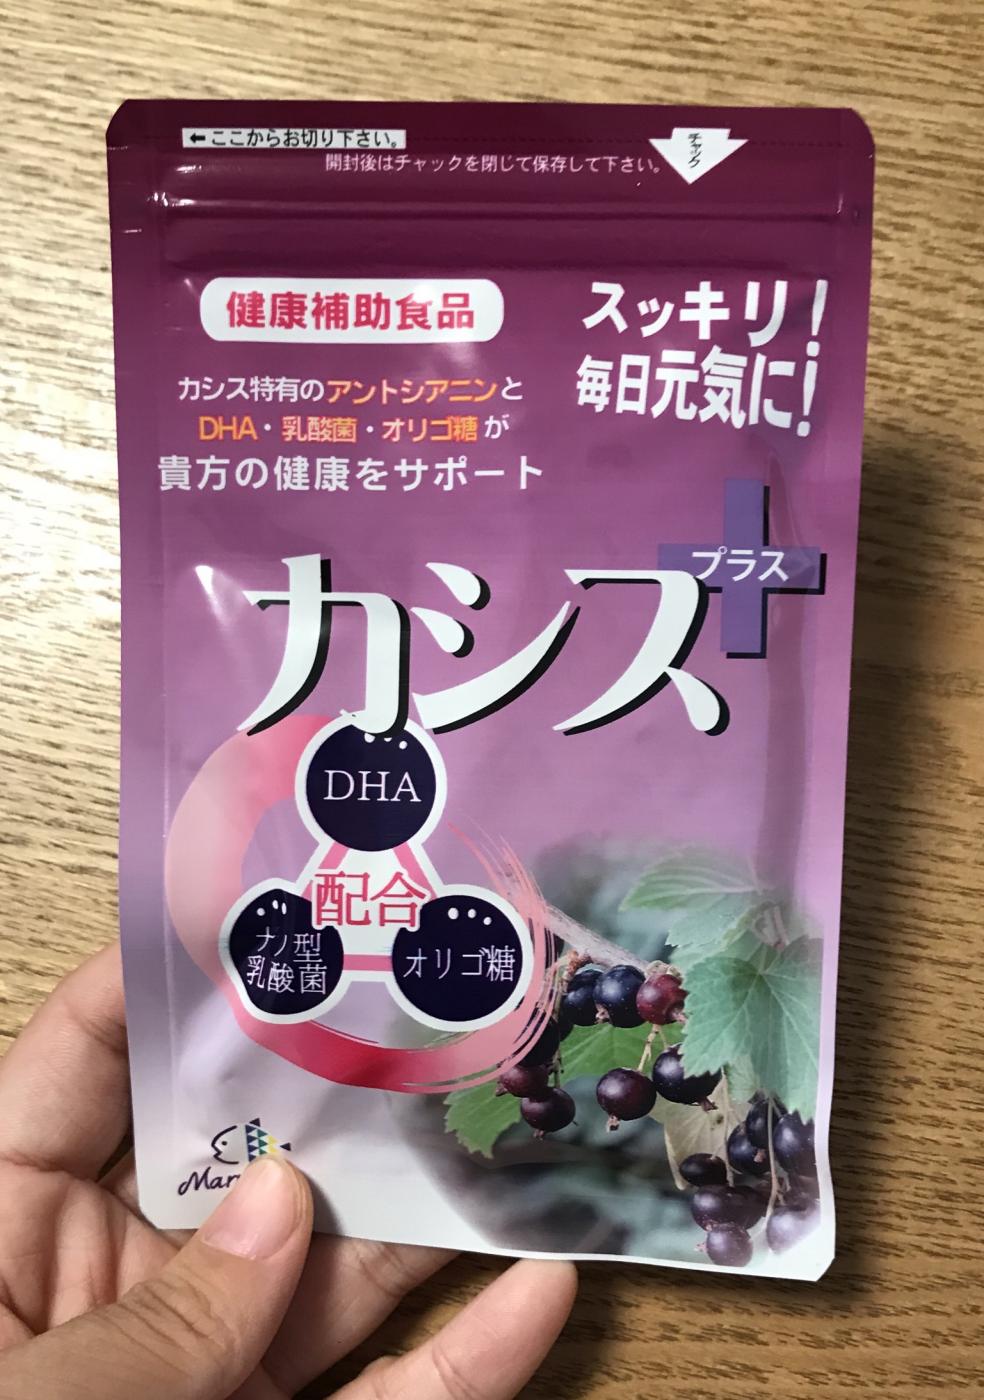 ←ここからお切り下さい。
開封後はチャックを閉じて保存して下さい。
チャック
健康補助食品
スッキリ!
毎日元気に!
カシス特有のアントシアニンと
DHA・乳酸菌・オリゴ糖が
貴方の健康をサポート
プラス
カシス
DHA
配合
ナノ型
乳酸菌
オリゴ糖